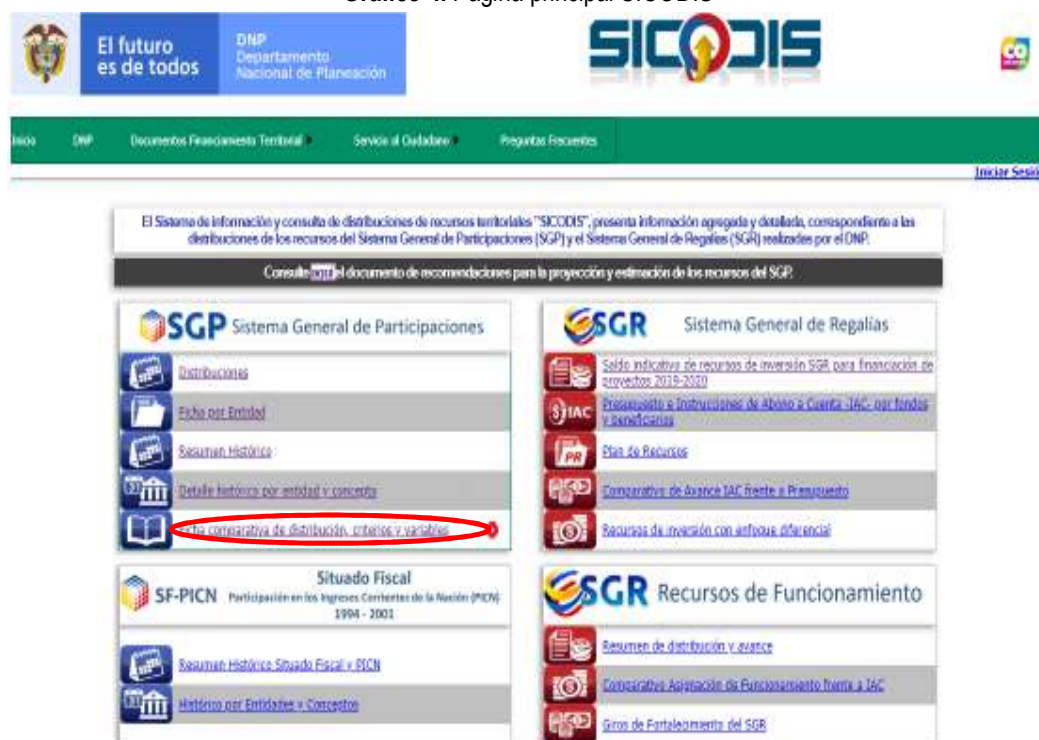 Gráfico 4. Página principal SICODIS
El futuro
es de todos
DNP
Departamento
Nacional de Planeación
SICODIS
CO
Inicio DNP Documentos Financiamiento Territorial Servicio al Ciudadano Preguntas Frecuentes
Iniciar Sesió
El Sistema de información y consulta de distribuciones de recursos territoriales "SICODIS", presenta información agregada y detallada, correspondiente a las
distribuciones de los recursos del Sistema General de Participaciones (SGP) y el Sistema General de Regalías (SGR) realizadas por el DNP.
Consulte aquí el documento de recomendaciones para la proyección y estimación de los recursos del SGP.
SGP Sistema General de Participaciones
Distribuciones
Ficha por Entidad
Resumen Histórico
Detalle histórico por entidad y concepto
Ficha comparativa de distribución, criterios y variables
SGR Sistema General de Regalías
Saldo indicativo de recursos de inversión SGR para financiación de
proyectos 2019-2020
IAC
Presupuesto e Instrucciones de Abono a Cuenta -IAC- por fondos
y beneficiarios
PR
Plan de Recursos
Comparativo de Avance IAC frente a Presupuesto
Recursos de inversión con enfoque diferencial
SF-PICN
Situado Fiscal
Participación en los Ingresos Corrientes de la Nación (PICN)
1994 - 2001
Resumen Histórico Situado Fiscal y PICN
Histórico por Entidades y Conceptos
SGR Recursos de Funcionamiento
Resumen de distribución y avance
Comparativo Asignación de Funcionamiento frente a IAC
Giros de Fortalecimiento del SGR